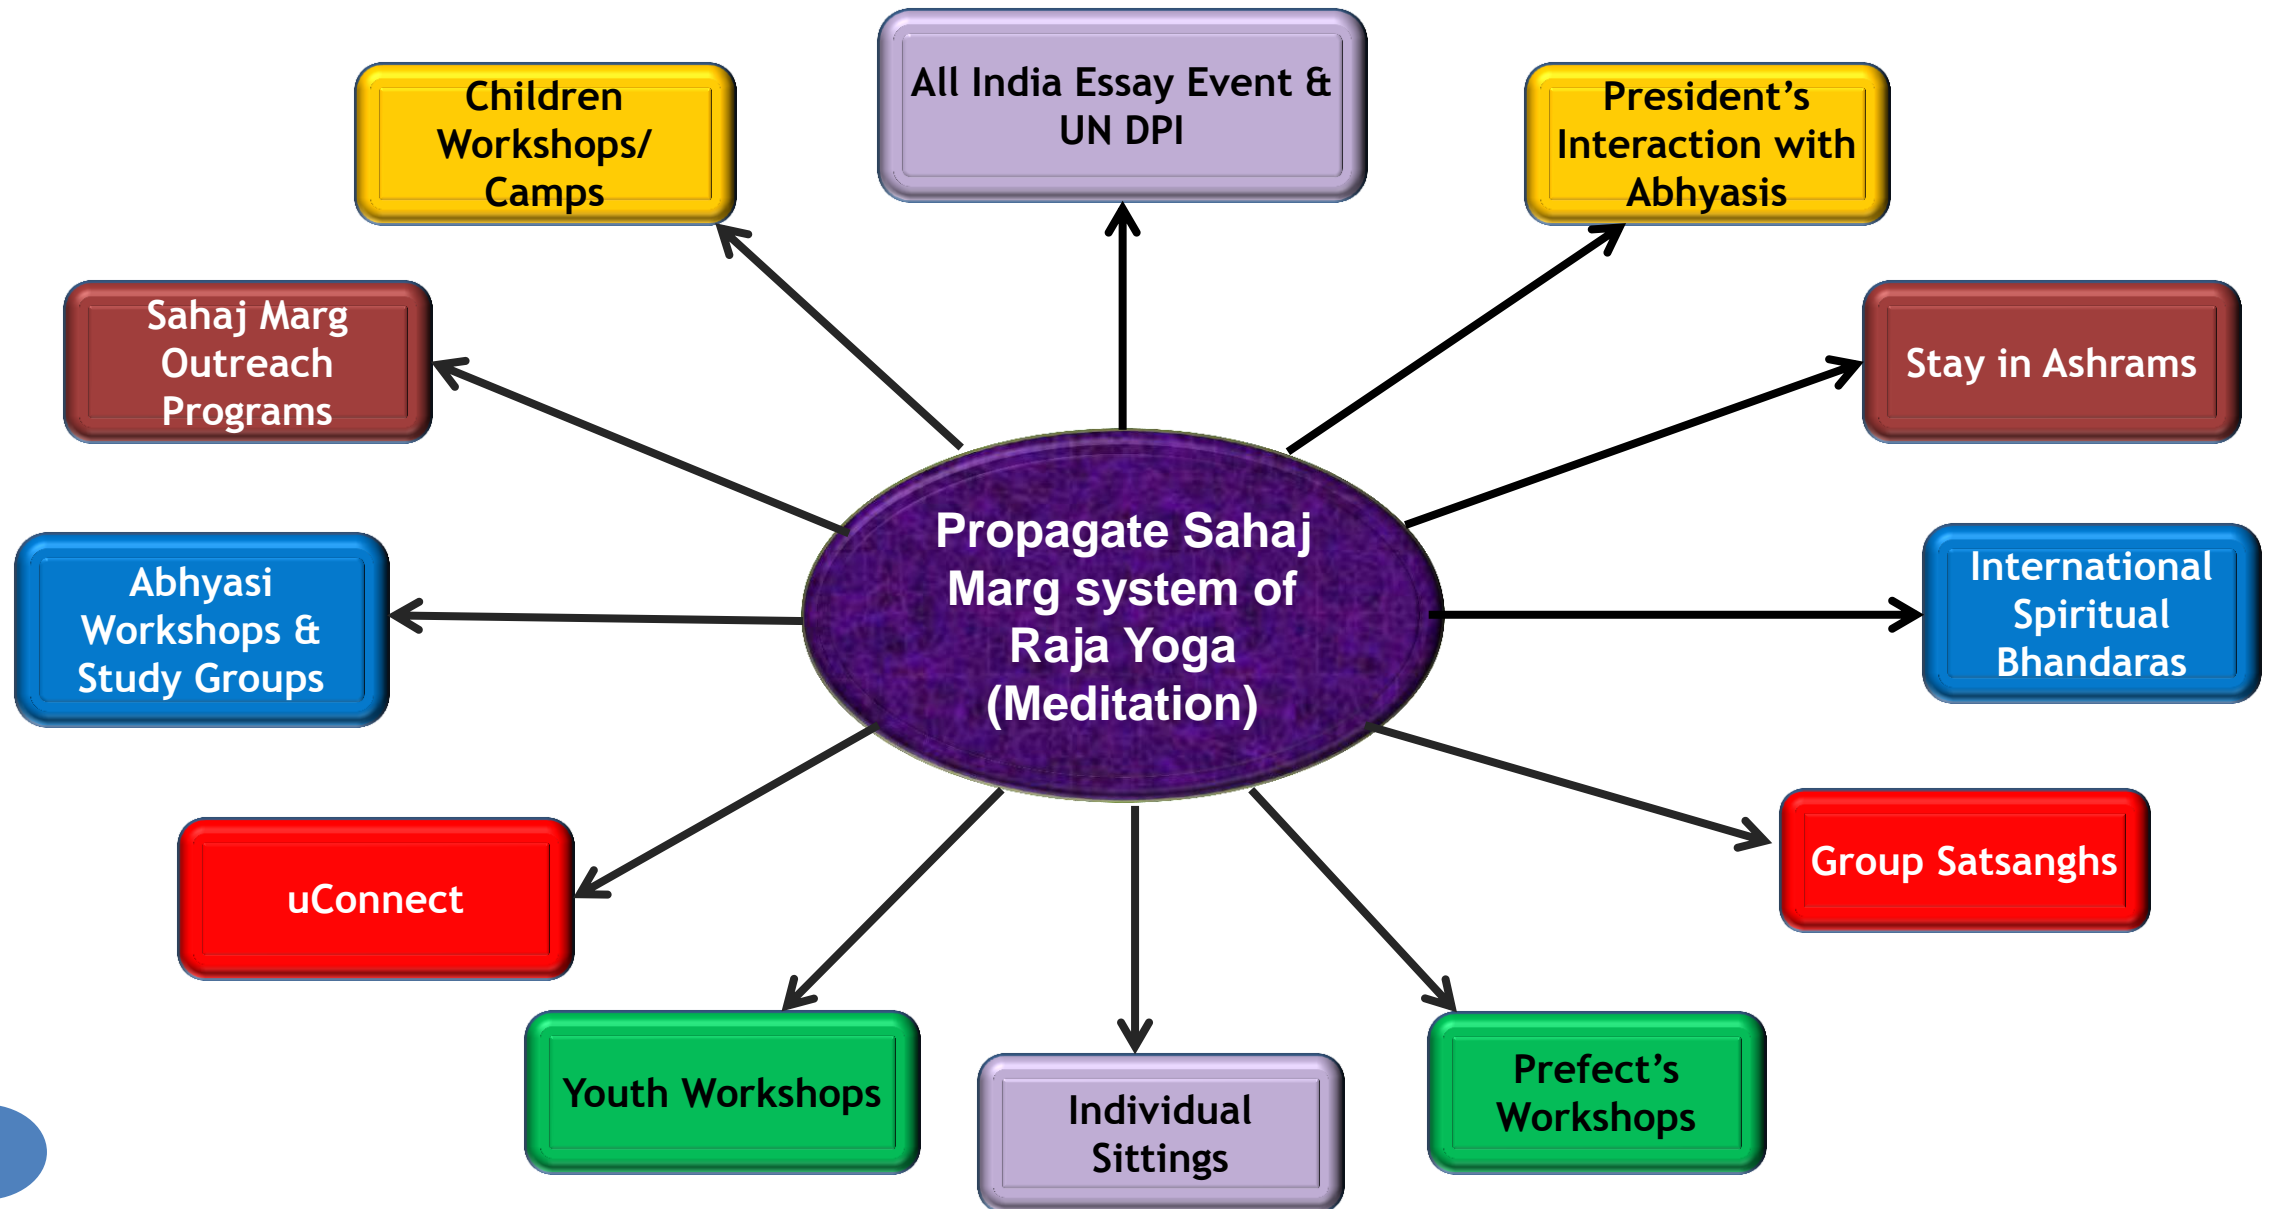 All India Essay Event &
UN DPI
Children
Workshops/
Camps
President’s
Interaction with
Abhyasis
Sahaj Marg
Outreach
Programs
Stay in Ashrams
Propagate Sahaj
Marg system of
Raja Yoga
(Meditation)
Abhyasi
Workshops &
Study Groups
International
Spiritual
Bhandaras
uConnect
Group Satsanghs
Youth Workshops
Individual
Sittings
Prefect’s
Workshops